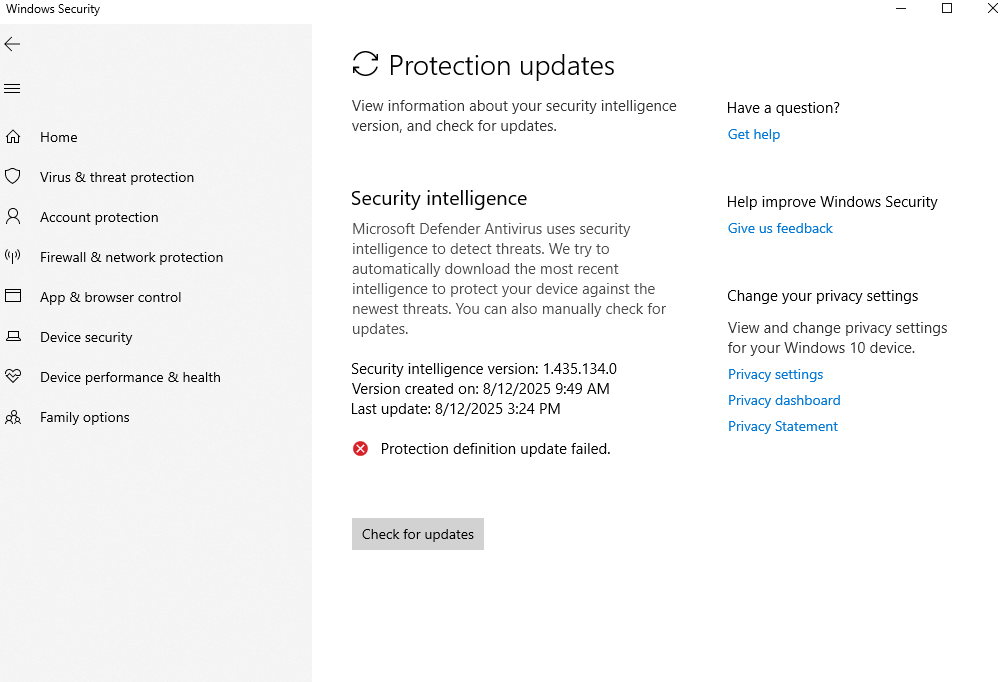 Windows Security
Home
Virus & threat protection
Account protection
Firewall & network protection
App & browser control
Device security
Device performance & health
Family options
Protection updates
View information about your security intelligence
version, and check for updates.
Security intelligence
Microsoft Defender Antivirus uses security
intelligence to detect threats. We try to
automatically download the most recent
intelligence to protect your device against the
newest threats. You can also manually check for
updates.
Security intelligence version: 1.435.134.0
Version created on: 8/12/2025 9:49 AM
Last update: 8/12/2025 3:24 PM
Protection definition update failed.
Check for updates
Have a question?
Get help
Help improve Windows Security
Give us feedback
Change your privacy settings
View and change privacy settings
for your Windows 10 device.
Privacy settings
Privacy dashboard
Privacy Statement